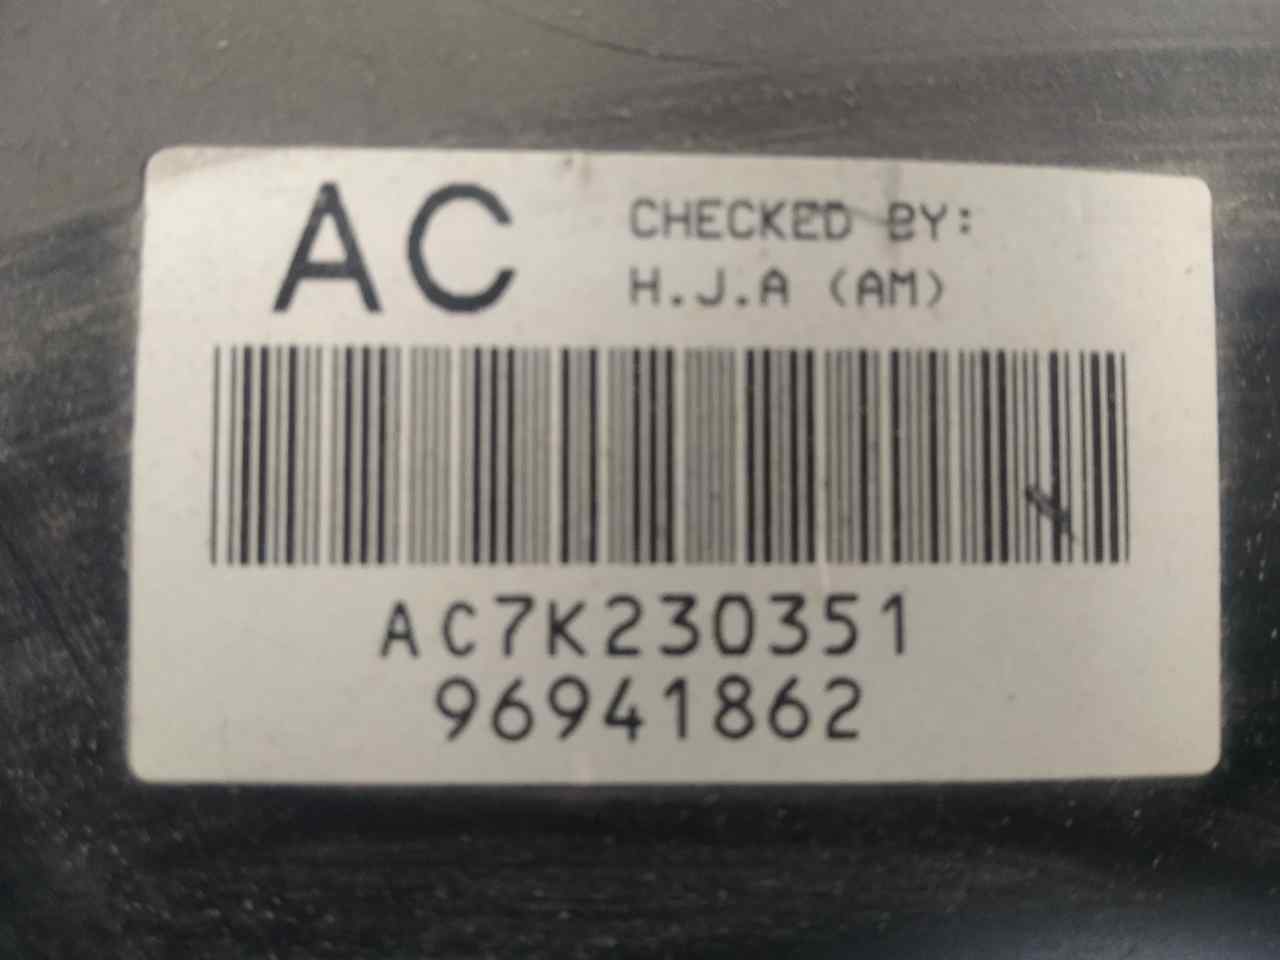 AC
CHECKED BY:
H.J.A (AM)
AC7K230351
96941862